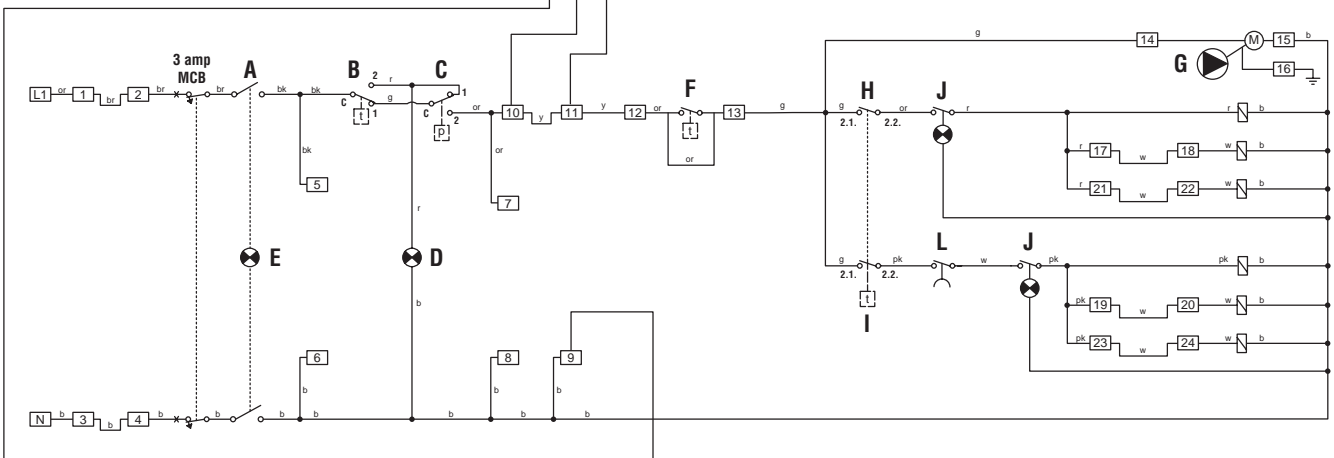 g 14 M 15 b
G 16
3 amp
MCB A B 2 r C 1 F H J
L1 or 1 br 2 br br bk bk C t 1 g C p 2 or 10 y 11 y 12 or t 13 g g 2.1. 2.2. or r r b
or
bk or r 17 w 18 w b
5 7 r 21 w 22 w b
r
E D L J
g 2.1. 2.2. pk w pk pk b
t
I
b pk 19 w 20 w b
6 8 9 pk 23 w 24 w b
b b b
N b 3 b 4 b b b b b b b